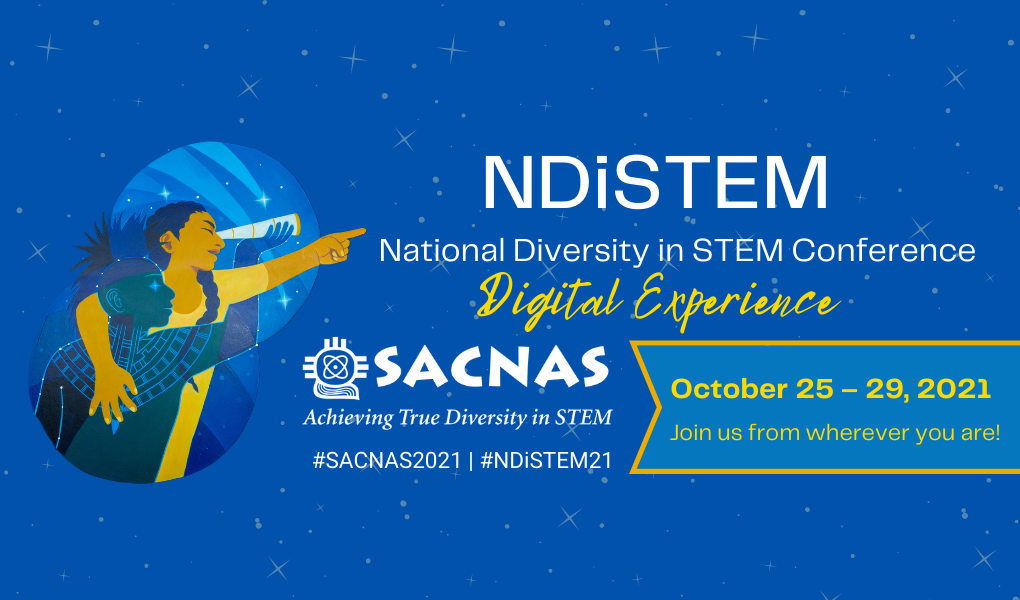 NDiSTEM
National Diversity in STEM Conference
Digital Experience
SACNAS
Achieving True Diversity in STEM
#SACNAS2021 | #NDiSTEM21
October 25 – 29, 2021
Join us from wherever you are!